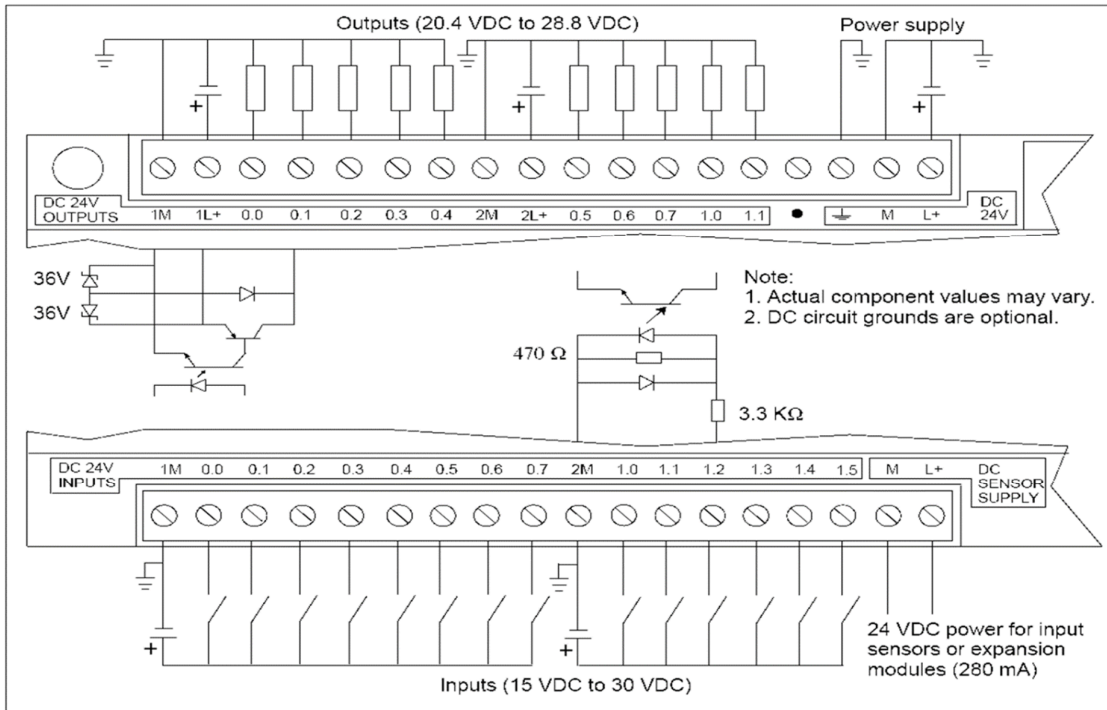 Outputs (20.4 VDC to 28.8 VDC)
Power supply
+ + +
DC 24V
OUTPUTS
1M 1L+ 0.0 0.1 0.2 0.3 0.4 2M 2L+ 0.5 0.6 0.7 1.0 1.1 M L+
DC
24V
36V
36V
Note:
1. Actual component values may vary.
2. DC circuit grounds are optional.
470 Ω
3.3 KΩ
DC 24V
INPUTS
1M 0.0 0.1 0.2 0.3 0.4 0.5 0.6 0.7 2M 1.0 1.1 1.2 1.3 1.4 1.5 M L+
DC
SENSOR
SUPPLY
+ +
24 VDC power for input
sensors or expansion
modules (280 mA)
Inputs (15 VDC to 30 VDC)